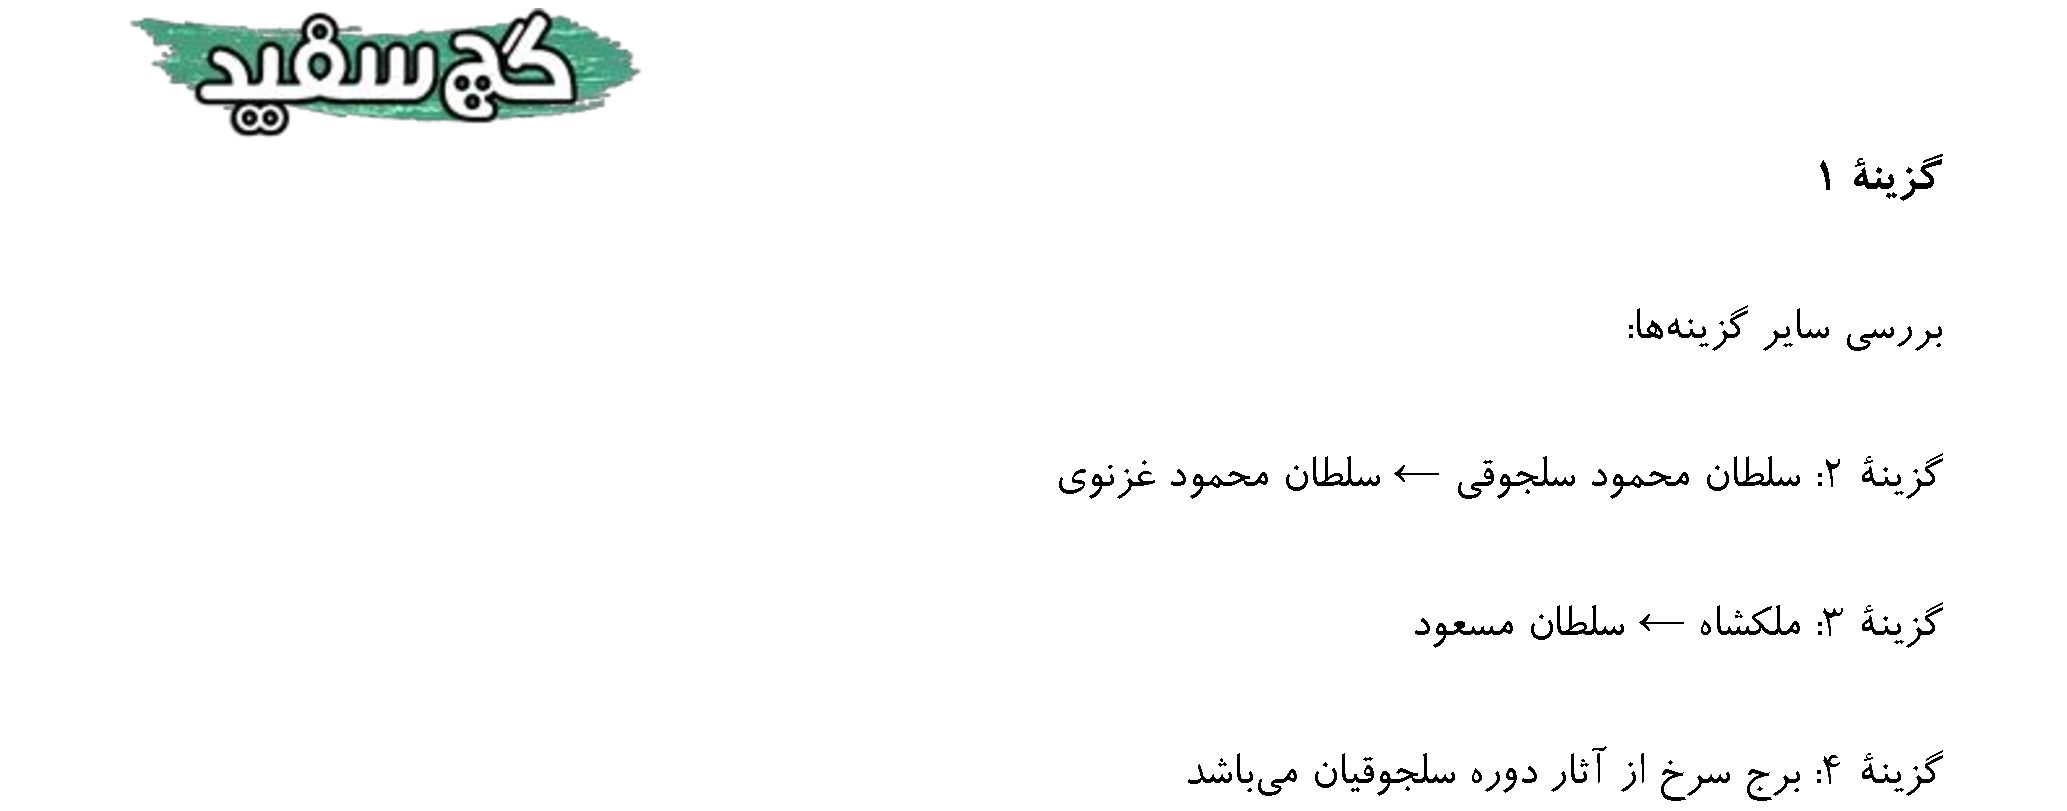 گچ سفید
گزینهٔ ۱
بررسی سایر گزینه‌ها:
گزینهٔ ۲: سلطان محمود سلجوقی ← سلطان محمود غزنوی
گزینهٔ ۳: ملکشاه ← سلطان مسعود
گزینهٔ ۴: برج سرخ از آثار دوره سلجوقیان می‌باشد